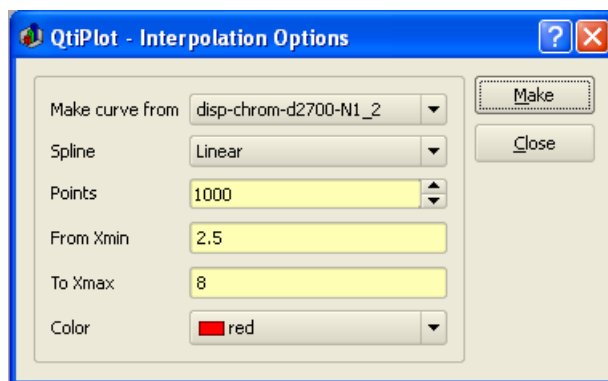 QtiPlot - Interpolation Options
?
Make curve from disp-chrom-d2700-N1_2
Make
Spline Linear
Close
Points 1000
From Xmin 2.5
To Xmax 8
Color red